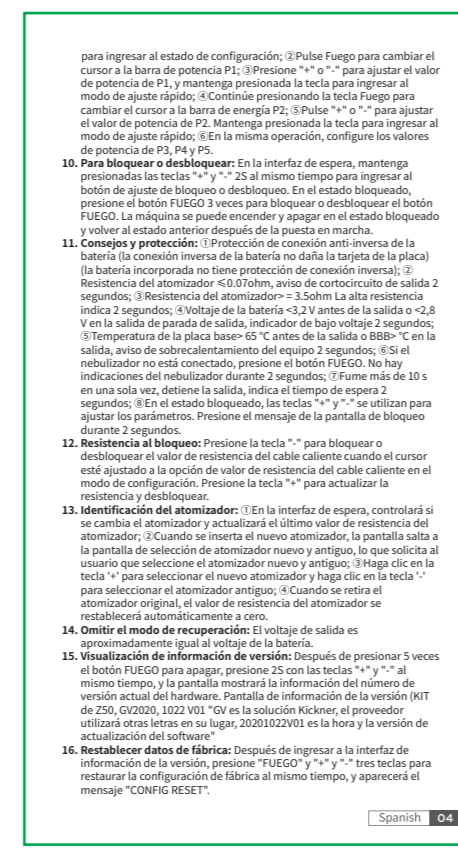 para ingresar al estado de configuración; ②Pulse Fuego para cambiar el
cursor a la barra de potencia P1; ③Presione "+" o "-" para ajustar el valor
de potencia de P1, y mantenga presionada la tecla para ingresar al
modo de ajuste rápido; ④Continúe presionando la tecla Fuego para
cambiar el cursor a la barra de energía P2; ⑤Pulse "+" o "-" para ajustar
el valor de potencia de P2. Mantenga presionada la tecla para ingresar al
modo de ajuste rápido; ⑥En la misma operación, configure los valores
de potencia de P3, P4 y P5.
10. Para bloquear o desbloquear: En la interfaz de espera, mantenga
presionadas las teclas "+" y "-" 2S al mismo tiempo para ingresar al
botón de ajuste de bloqueo o desbloqueo. En el estado bloqueado,
presione el botón FUEGO 3 veces para bloquear o desbloquear el botón
FUEGO. La máquina se puede encender y apagar en el estado bloqueado
y volver al estado anterior después de la puesta en marcha.
11. Consejos y protección: ①Protección de conexión anti-inversa de la
batería (la conexión inversa de la batería no daña la tarjeta de la placa)
(la batería incorporada no tiene protección de conexión inversa); ②
Resistencia del atomizador ≤0.07ohm, aviso de cortocircuito de salida 2
segundos; ③Resistencia del atomizador> = 3.5ohm La alta resistencia
indica 2 segundos; ④Voltaje de la batería <3,2 V antes de la salida o <2,8
V en la salida de parada de salida, indicador de bajo voltaje 2 segundos;
⑤Temperatura de la placa base> 65 °C antes de la salida o BBB> °C en la
salida, aviso de sobrecalentamiento del equipo 2 segundos; ⑥Si el
nebulizador no está conectado, presione el botón FUEGO. No hay
indicaciones del nebulizador durante 2 segundos; ⑦Fume más de 10 s
en una sola vez, detiene la salida, indica el tiempo de espera 2
segundos; ⑧En el estado bloqueado, las teclas "+" y "-" se utilizan para
ajustar los parámetros. Presione el mensaje de la pantalla de bloqueo
durante 2 segundos.
12. Resistencia al bloqueo: Presione la tecla "-" para bloquear o
desbloquear el valor de resistencia del cable caliente cuando el cursor
esté ajustado a la opción de valor de resistencia del cable caliente en el
modo de configuración. Presione la tecla "+" para actualizar la
resistencia y desbloquear.
13. Identificación del atomizador: ①En la interfaz de espera, controlará si
se cambia el atomizador y actualizará el último valor de resistencia del
atomizador; ②Cuando se inserta el nuevo atomizador, la pantalla salta a
la pantalla de selección de atomizador nuevo y antiguo, lo que solicita al
usuario que seleccione el atomizador nuevo y antiguo; ③Haga clic en la
tecla '+' para seleccionar el nuevo atomizador y haga clic en la tecla '-'
para seleccionar el atomizador antiguo; ④Cuando se retira el
atomizador original, el valor de resistencia del atomizador se
restablecerá automáticamente a cero.
14. Omitir el modo de recuperación: El voltaje de salida es
aproximadamente igual al voltaje de la batería.
15. Visualización de información de versión: Después de presionar 5 veces
el botón FUEGO para apagar, presione 2S con las teclas "+" y "-" al
mismo tiempo, y la pantalla mostrará la información del número de
versión actual del hardware. Pantalla de información de la versión (KIT
de Z50, GV2020, 1022 V01 "GV es la solución Kickner, el proveedor
utilizará otras letras en su lugar, 20201022V01 es la hora y la versión de
actualización del software"
16. Restablecer datos de fábrica: Después de ingresar a la interfaz de
información de la versión, presione "FUEGO" y "+" y "-" tres teclas para
restaurar la configuración de fábrica al mismo tiempo, y aparecerá el
mensaje "CONFIG RESET".
Spanish 04